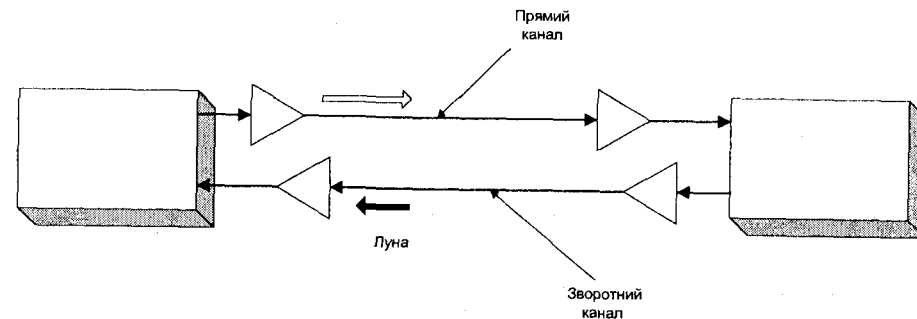 Прямий
канал
Луна
Зворотний
канал